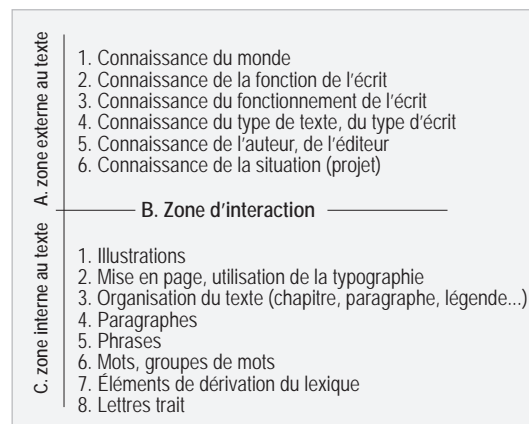 A. zone externe au texte
1. Connaissance du monde
2. Connaissance de la fonction de l'écrit
3. Connaissance du fonctionnement de l'écrit
4. Connaissance du type de texte, du type d'écrit
5. Connaissance de l'auteur, de l'éditeur
6. Connaissance de la situation (projet)
B. Zone d'interaction
C. zone interne au texte
1. Illustrations
2. Mise en page, utilisation de la typographie
3. Organisation du texte (chapitre, paragraphe, légende...)
4. Paragraphes
5. Phrases
6. Mots, groupes de mots
7. Éléments de dérivation du lexique
8. Lettres trait